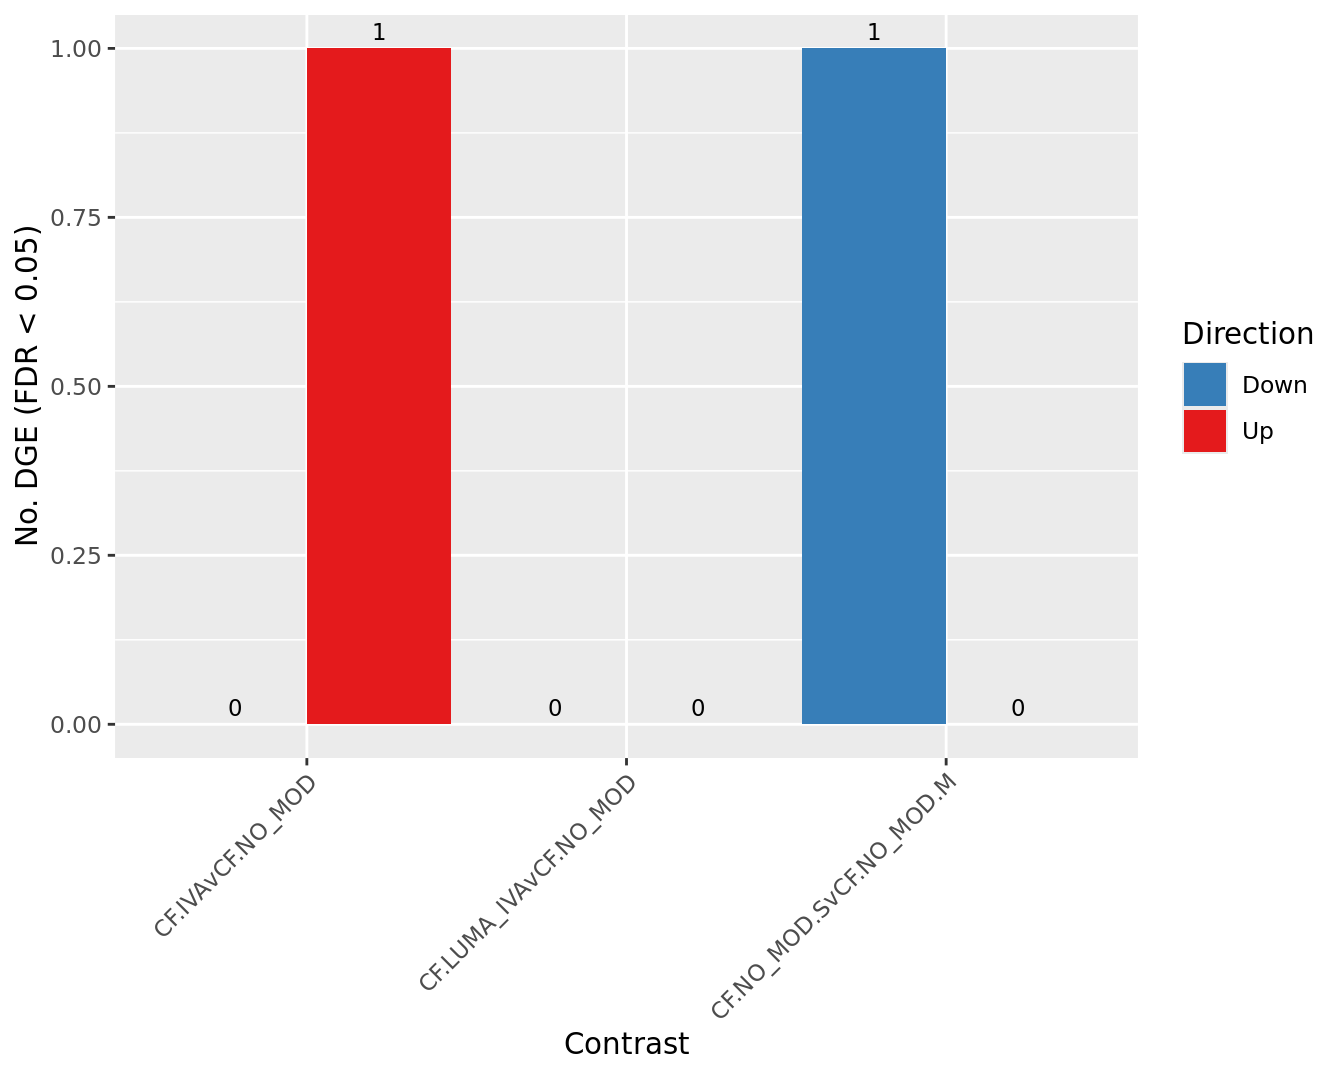 1
1
1.00
0.75
0.50
0.25
0.00
No. DGE (FDR < 0.05)
0
0
0
0
CF.IVAvCF.NO_MOD
CF.LUMA_IVAvCF.NO_MOD
CF.NO_MOD.SvCF.NO_MOD.M
Contrast
Direction
Down
Up